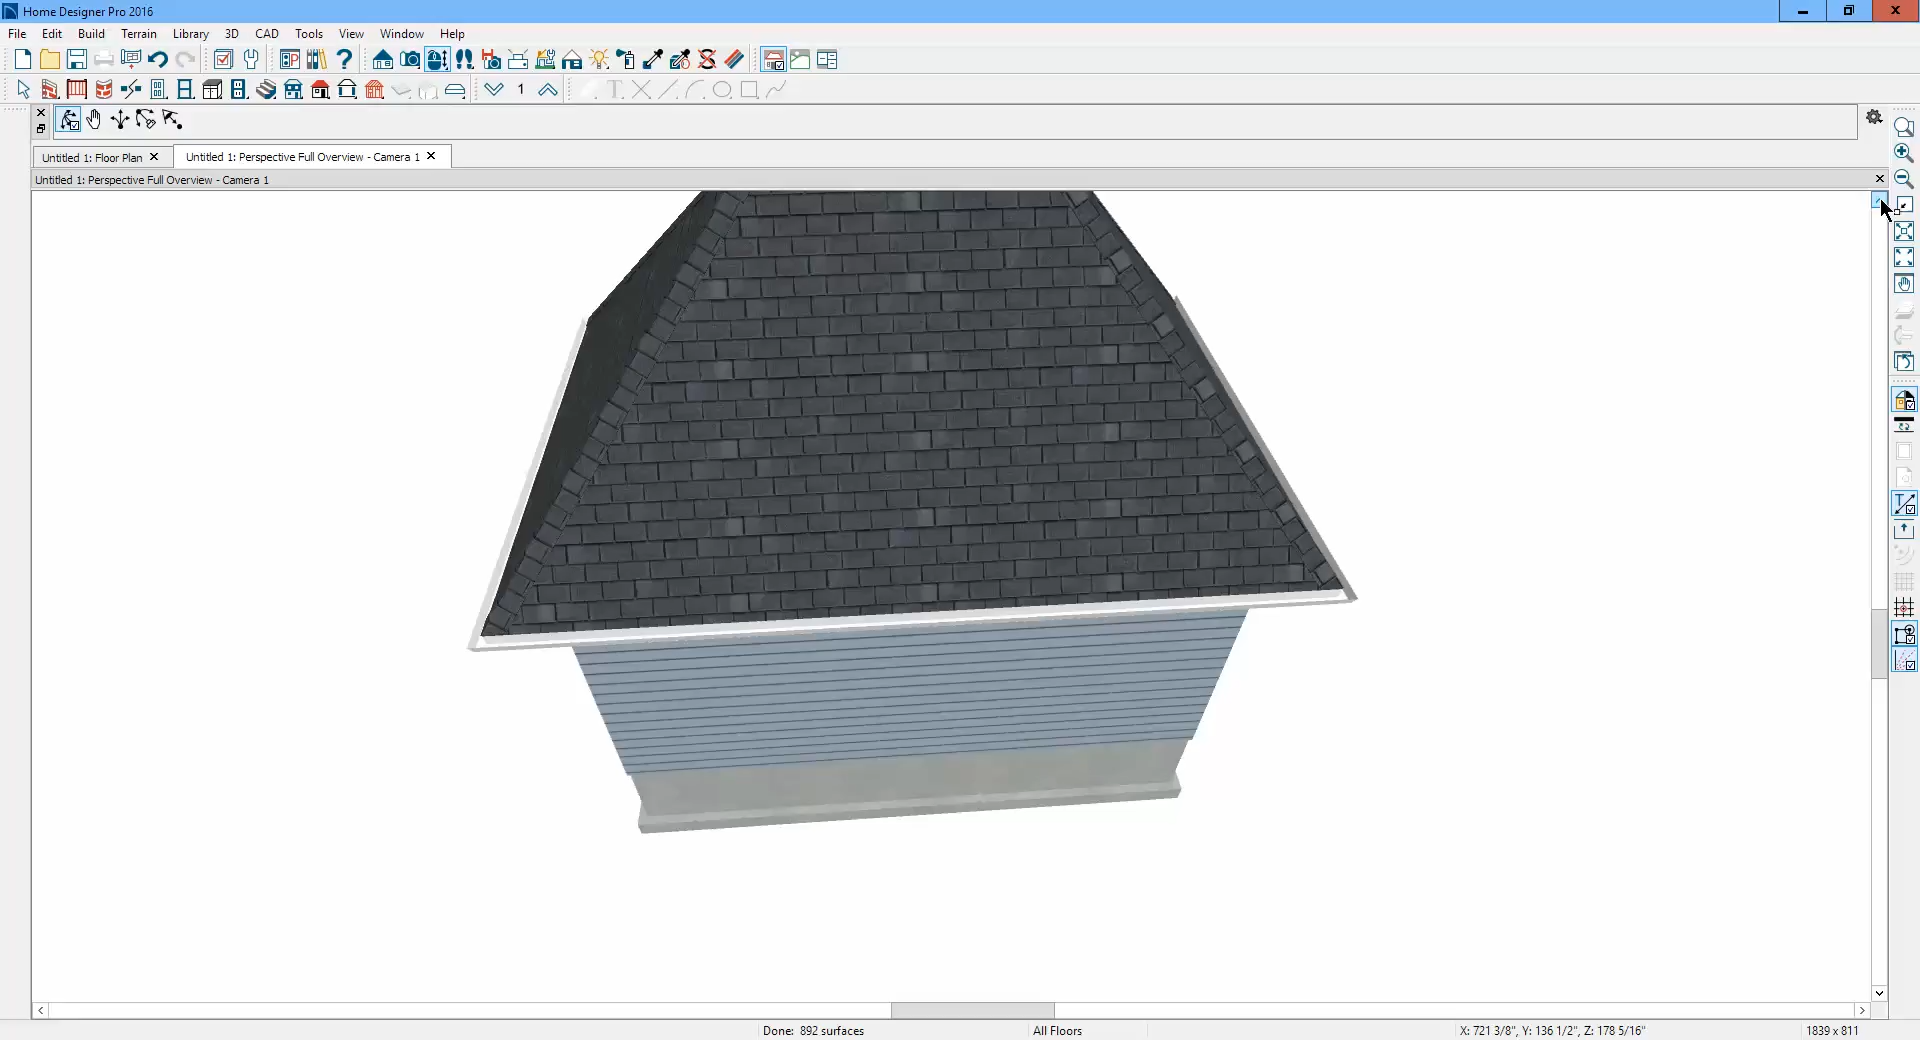 Home Designer Pro 2016
File Edit Build Terrain Library 3D CAD Tools View Window Help
1
Untitled 1: Floor Plan Untitled 1: Perspective Full Overview - Camera 1
Untitled 1: Perspective Full Overview - Camera 1
Done: 892 surfaces All Floors X: 721 3/8", Y: 136 1/2", Z: 178 5/16" 1839 x 811